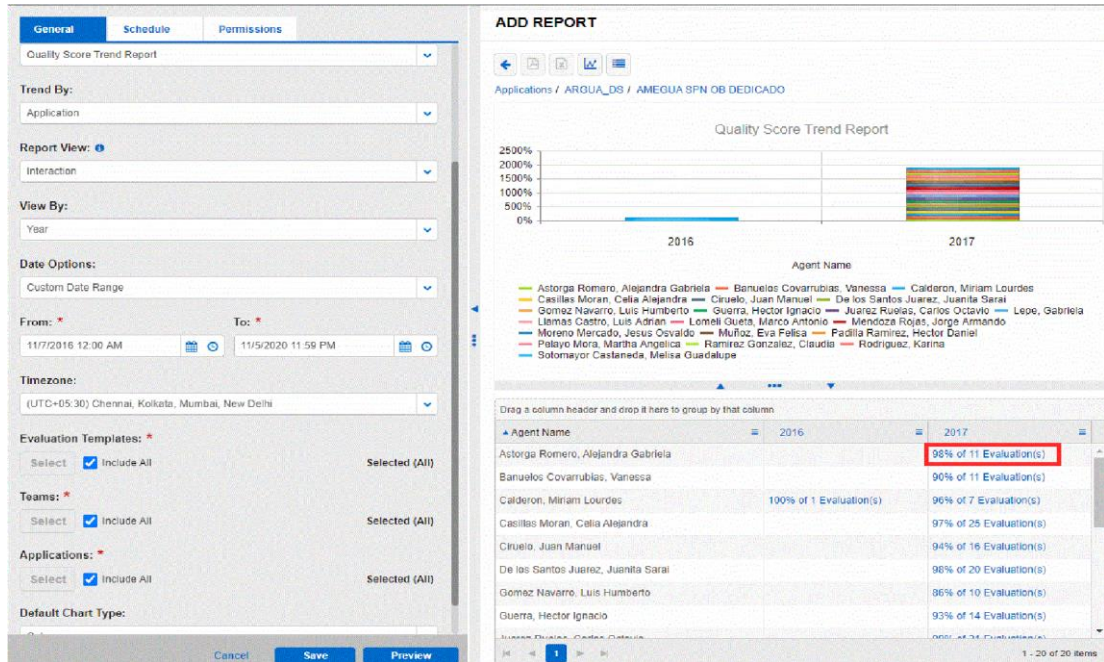 General Schedule Permissions
Quality Score Trend Report
Trend By:
Application
Report View:
Interaction
View By:
Year
Date Options:
Custom Date Range
From: * To: *
11/7/2016 12:00 AM 11/5/2020 11:59 PM
Timezone:
(UTC+05:30) Chennai, Kolkata, Mumbai, New Delhi
Evaluation Templates: *
Select Include All Selected (All)
Teams: *
Select Include All Selected (All)
Applications: *
Select Include All Selected (All)
Default Chart Type:
Cancel Save Preview
ADD REPORT
Applications / ARGUA_DS / AMEGUA SPN OB DEDICADO
Quality Score Trend Report
2500%
2000%
1500%
1000%
500%
0%
2016 2017
Agent Name
Astorga Romero, Alejandra Gabriela Banuelos Covarrubias, Vanessa Calderon, Miriam Lourdes
Casillas Moran, Celia Alejandra Ciruelo, Juan Manuel De los Santos Juarez, Juanita Sarai
Gomez Navarro, Luis Humberto Guerra, Hector Ignacio Juarez Ruelas, Carlos Octavio Lepe, Gabriela
Llamas Castro, Luis Adrian Lomeli Gueta, Marco Antonio Mendoza Rojas, Jorge Armando
Moreno Mercado, Jesus Osvaldo Muñoz, Eva Felisa Padilla Ramirez, Hector Daniel
Pelayo Mora, Martha Angelica Ramirez Gonzalez, Claudia Rodriguez, Karina
Sotomayor Castaneda, Melisa Guadalupe
Drag a column header and drop it here to group by that column
Agent Name 2016 2017
Astorga Romero, Alejandra Gabriela 98% of 11 Evaluation(s)
Banuelos Covarrubias, Vanessa 90% of 11 Evaluation(s)
Calderon, Miriam Lourdes 100% of 1 Evaluation(s) 96% of 7 Evaluation(s)
Casillas Moran, Celia Alejandra 97% of 25 Evaluation(s)
Ciruelo, Juan Manuel 94% of 16 Evaluation(s)
De los Santos Juarez, Juanita Sarai 98% of 20 Evaluation(s)
Gomez Navarro, Luis Humberto 86% of 10 Evaluation(s)
Guerra, Hector Ignacio 93% of 14 Evaluation(s)
1 1 - 20 of 20 items